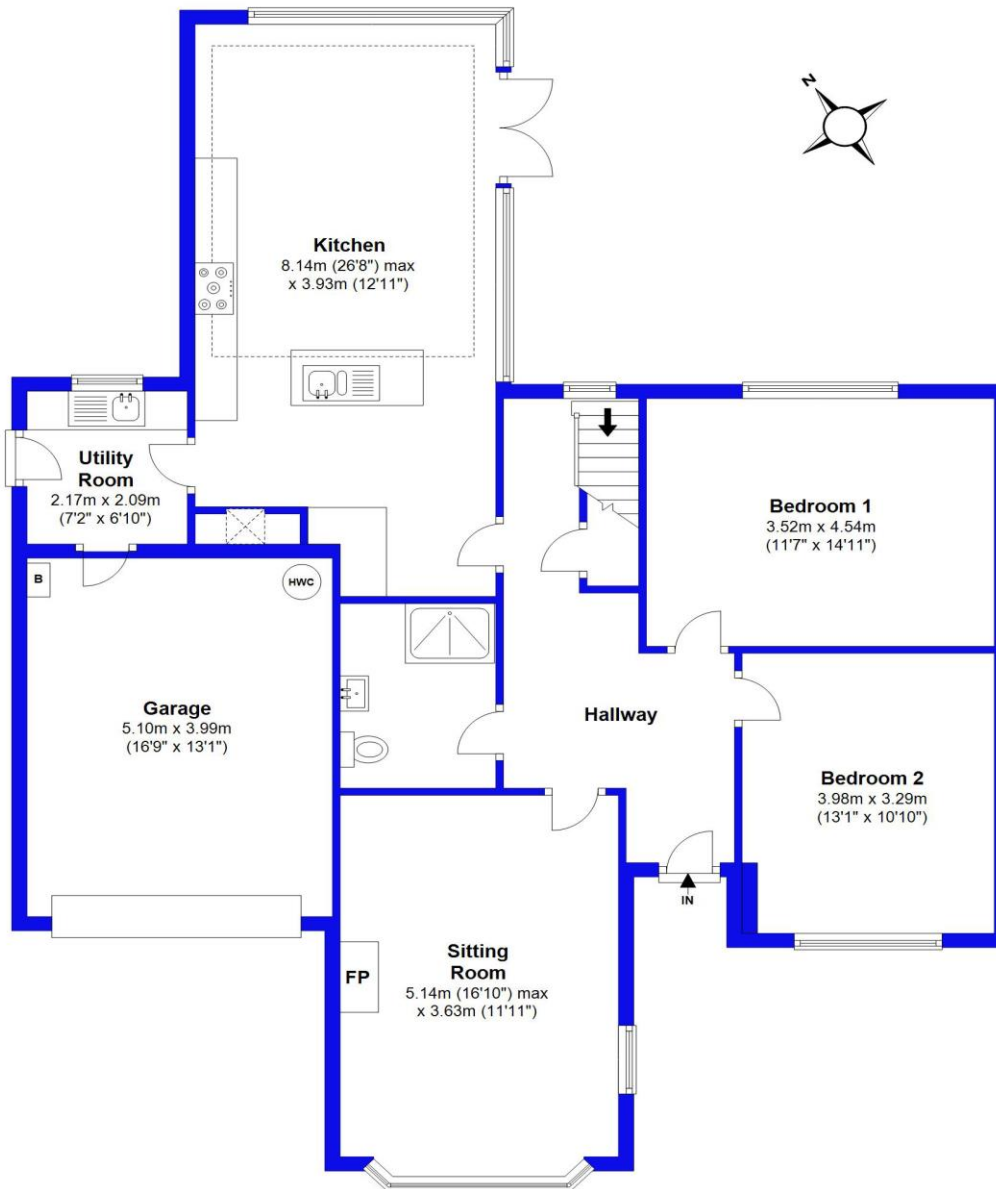 N
Kitchen
8.14m (26'8") max
x 3.93m (12'11")
Utility
Room
2.17m x 2.09m
(7'2" x 6'10")
Bedroom 1
3.52m x 4.54m
(11'7" x 14'11")
B
HWC
Garage
5.10m x 3.99m
(16'9" x 13'1")
Hallway
Bedroom 2
3.98m x 3.29m
(13'1" x 10'10")
IN
FP
Sitting
Room
5.14m (16'10") max
x 3.63m (11'11")